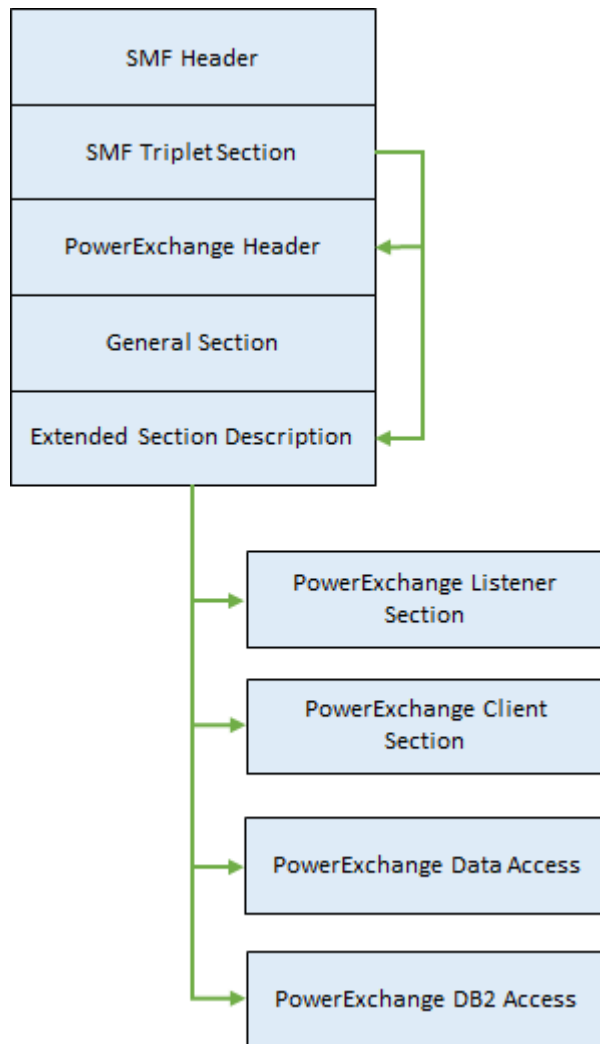 SMF Header
SMF Triplet Section
PowerExchange Header
General Section
Extended Section Description
PowerExchange Listener
Section
PowerExchange Client
Section
PowerExchange Data Access
PowerExchange DB2 Access